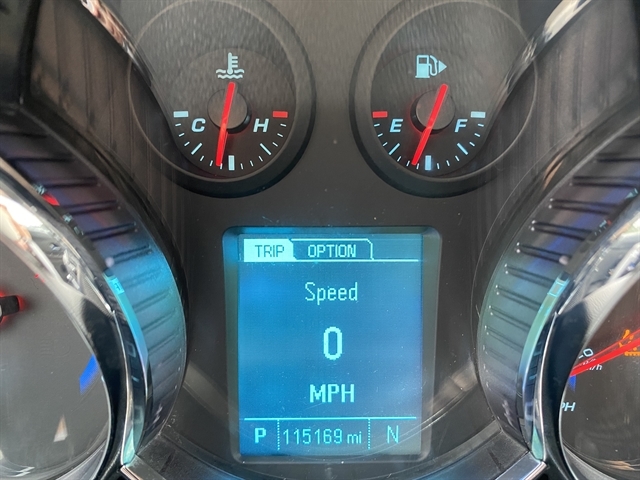 C H
E F
TRIP OPTION
Speed
0
MPH
P 115169 mi N